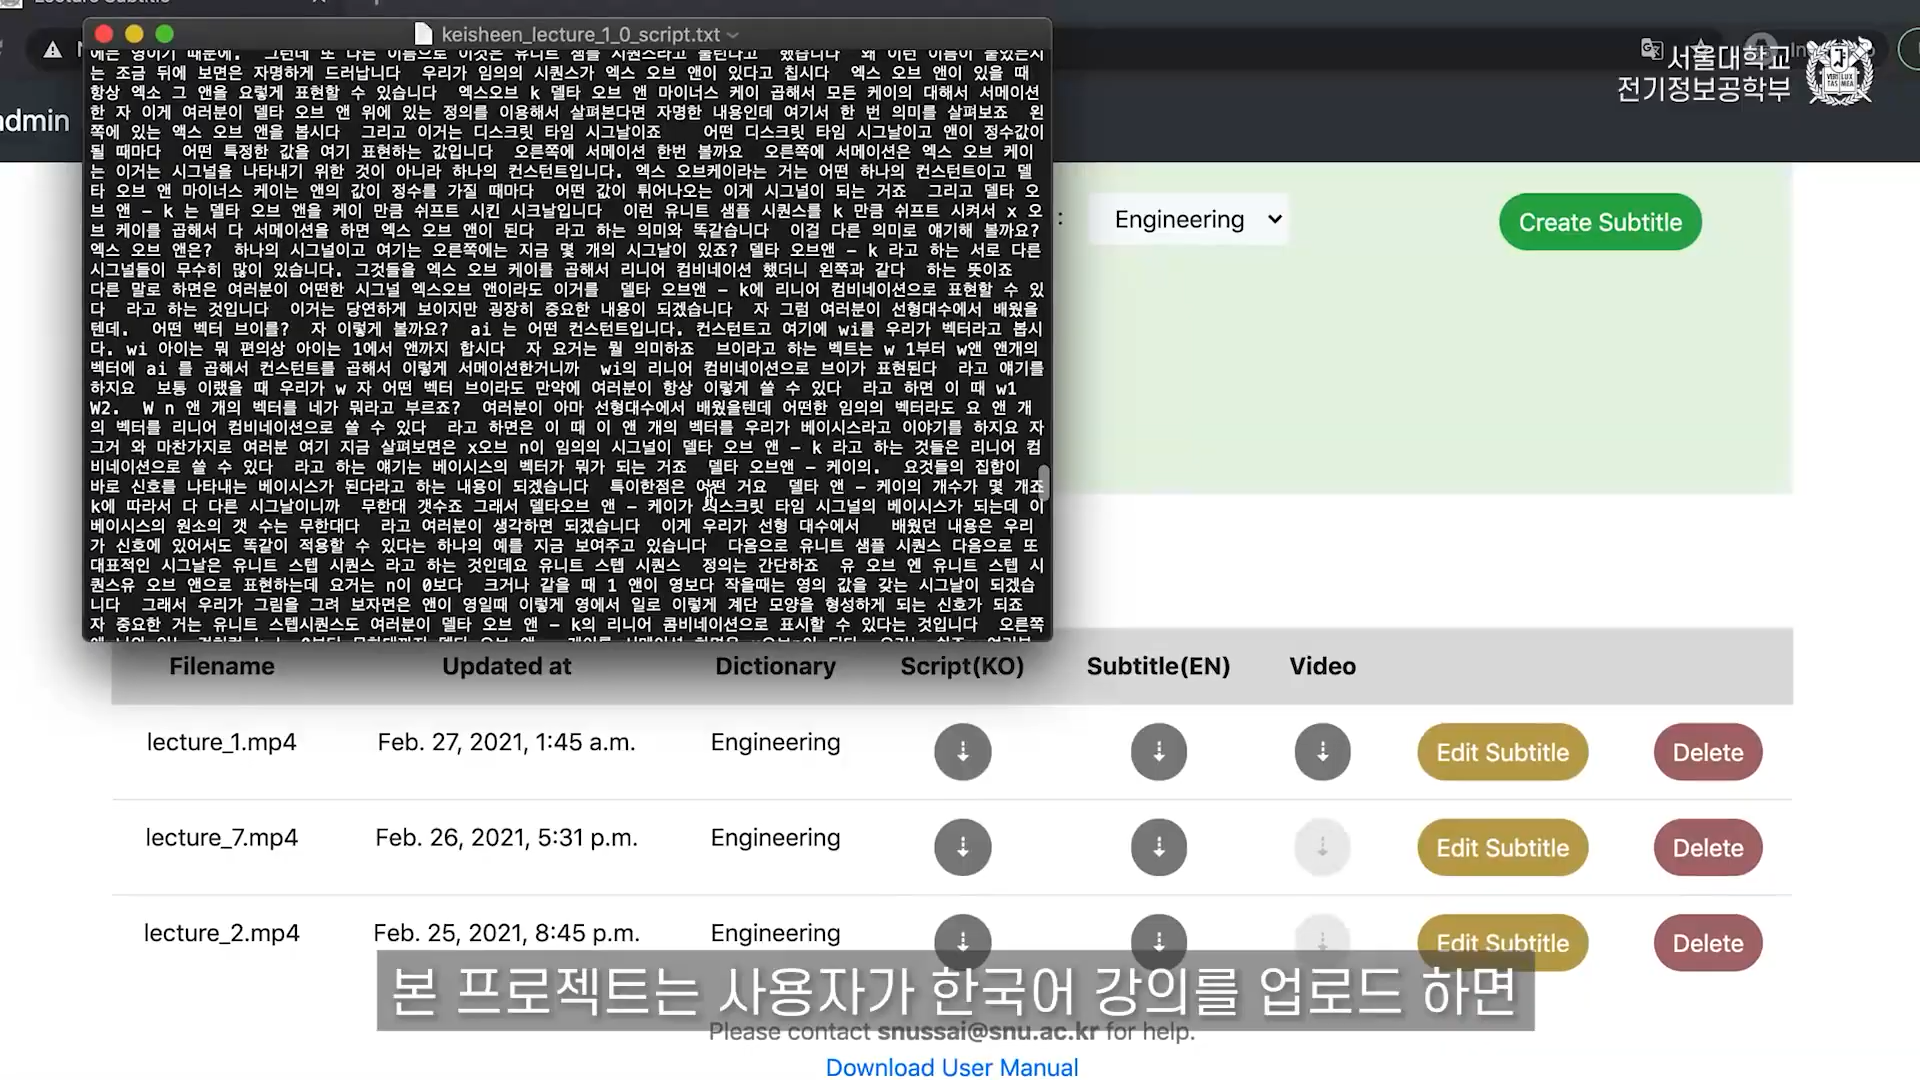 Lecture Subtitle
keisheen_lecture_1_0_script.txt
서울대학교
전기정보공학부
admin
에는 영이기 때문에. 그런데 또 다른 이름으로 이것은 유니트 샘플 시퀀스라고 불린다고 했습니다 왜 이런 이름이 붙었는지
는 조금 뒤에 보면은 자명하게 드러납니다 우리가 임의의 시퀀스가 엑스 오브 앤이 있다고 칩시다 엑스 오브 앤이 있을 때
항상 엑소 그 앤을 요렇게 표현할 수 있습니다 엑스오브 k 델타 오브 앤 마이너스 케이 곱해서 모든 케이의 대해서 서메이션
한 자 이게 여러분이 델타 오브 앤 위에 있는 정의를 이용해서 살펴본다면 자명한 내용인데 여기서 한 번 의미를 살펴보죠 왼
쪽에 있는 엑스 오브 앤을 봅시다 그리고 이거는 디스크릿 타임 시그날이죠 어떤 디스크릿 타임 시그날이고 앤이 정수값이
될 때마다 어떤 특정한 값을 여기 표현하는 값입니다 오른쪽에 서메이션 한번 볼까요 오른쪽에 서메이션은 엑스 오브 케이
는 이거는 시그널을 나타내기 위한 것이 아니라 하나의 컨스턴트입니다. 엑스 오브케이라는 거는 어떤 하나의 컨스턴트이고 델
타 오브 앤 마이너스 케이는 앤의 값이 정수를 가질 때마다 어떤 값이 튀어나오는 이게 시그널이 되는 거죠 그리고 델타 오
브 앤 – k 는 델타 오브 앤을 케이 만큼 쉬프트 시킨 시크날입니다 이런 유니트 샘플 시퀀스를 k 만큼 쉬프트 시켜서 x 오
브 케이를 곱해서 다 서메이션을 하면 엑스 오브 앤이 된다 라고 하는 의미와 똑같습니다 이걸 다른 의미로 얘기해 볼까요?
엑스 오브 앤은? 하나의 시그널이고 여기는 오른쪽에는 지금 몇 개의 시그날이 있죠? 델타 오브앤 – k 라고 하는 서로 다른
시그널들이 무수히 많이 있습니다. 그것들을 엑스 오브 케이를 곱해서 리니어 컴비네이션 했더니 왼쪽과 같다 하는 뜻이죠
다른 말로 하면은 여러분이 어떠한 시그널 엑스오브 앤이라도 이거를 델타 오브앤 – k에 리니어 컴비네이션으로 표현할 수 있
다 라고 하는 것입니다 이거는 당연하게 보이지만 굉장히 중요한 내용이 되겠습니다 자 그럼 여러분이 선형대수에서 배웠을
텐데. 어떤 벡터 브이를? 자 이렇게 볼까요? ai 는 어떤 컨스턴트입니다. 컨스턴트고 여기에 wi를 우리가 벡터라고 봅시
다. wi 아이는 뭐 편의상 아이는 1에서 앤까지 합시다 자 요거는 뭘 의미하죠 브이라고 하는 벡트는 w 1부터 w앤 앤개의
벡터에 ai 를 곱해서 컨스턴트를 곱해서 이렇게 서메이션한거니까 wi의 리니어 컴비네이션으로 브이가 표현된다 라고 얘기를
하지요 보통 이랬을 때 우리가 w 자 어떤 벡터 브이라도 만약에 여러분이 항상 이렇게 쓸 수 있다 라고 하면 이 때 w1
W2. W n 앤 개의 벡터를 네가 뭐라고 부르죠? 여러분이 아마 선형대수에서 배웠을텐데 어떠한 임의의 벡터라도 요 앤 개
의 벡터를 리니어 컴비네이션으로 쓸 수 있다 라고 하면은 이 때 이 앤 개의 벡터를 우리가 베이시스라고 이야기를 하지요 자
그거 와 마찬가지로 여러분 여기 지금 살펴보면은 x오브 n이 임의의 시그널이 델타 오브 앤 – k 라고 하는 것들은 리니어 컴
비네이션으로 쓸 수 있다 라고 하는 얘기는 베이시스의 벡터가 뭐가 되는 거죠 델타 오브앤 – 케이의. 요것들의 집합이
바로 신호를 나타내는 베이시스가 된다라고 하는 내용이 되겠습니다 특이한점은 어떤 거요 델타 앤 – 케이의 개수가 몇 개죠
k에 따라서 다 다른 시그날이니까 무한대 갯수죠 그래서 델타오브 앤 – 케이가 디스크릿 타임 시그널의 베이시스가 되는데 이
베이시스의 원소의 갯 수는 무한대다 라고 여러분이 생각하면 되겠습니다 이게 우리가 선형 대수에서 배웠던 내용은 우리
가 신호에 있어서도 똑같이 적용할 수 있다는 하나의 예를 지금 보여주고 있습니다 다음으로 유니트 샘플 시퀀스 다음으로 또
대표적인 시그날은 유니트 스텝 시퀀스 라고 하는 것인데요 유니트 스텝 시퀀스 정의는 간단하죠 유 오브 엔 유니트 스텝 시
퀀스유 오브 앤으로 표현하는데 요거는 n이 0보다 크거나 같을 때 1 앤이 영보다 작을때는 영의 값을 갖는 시그날이 되겠습
니다 그래서 우리가 그림을 그려 보자면은 앤이 영일때 이렇게 영에서 일로 이렇게 계단 모양을 형성하게 되는 신호가 되죠
자 중요한 거는 유니트 스텝시퀀스도 여러분이 델타 오브 앤 – k의 리니어 콤비네이션으로 표시할 수 있다는 것입니다 오른쪽
: Engineering
Create Subtitle
Filename Updated at Dictionary Script(KO) Subtitle(EN) Video
lecture_1.mp4 Feb. 27, 2021, 1:45 a.m. Engineering Edit Subtitle Delete
lecture_7.mp4 Feb. 26, 2021, 5:31 p.m. Engineering Edit Subtitle Delete
lecture_2.mp4 Feb. 25, 2021, 8:45 p.m. Engineering Edit Subtitle Delete
본 프로젝트는 사용자가 한국어 강의를 업로드 하면
Please contact snussai@snu.ac.kr for help.
Download User Manual